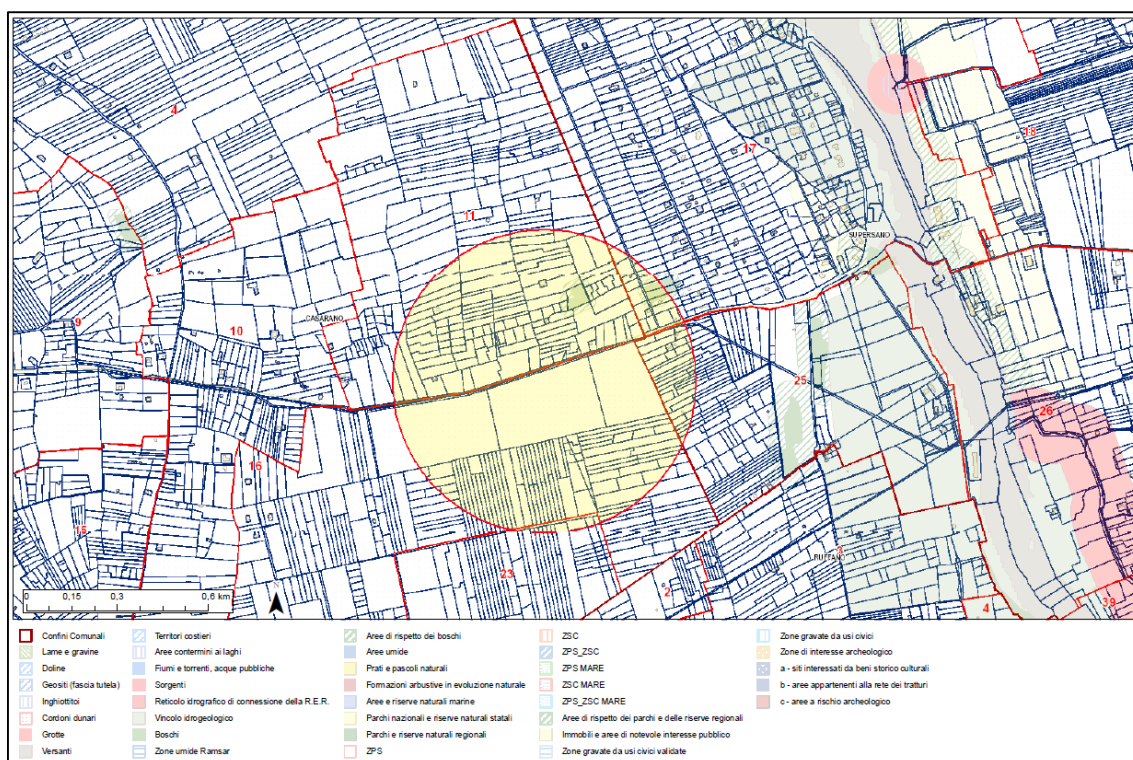 4
17
18
11
SUPERSANO
9
10
CASARANO
25
26
16
15
RUFFANO
23
2
4
39
N
0 0,15 0,3 0,6 km
Confini Comunali
Lame e gravine
Doline
Geositi (fascia tutela)
Inghiottitoi
Cordoni dunari
Grotte
Versanti
Territori costieri
Aree contermini ai laghi
Fiumi e torrenti, acque pubbliche
Sorgenti
Reticolo idrografico di connessione della R.E.R.
Vincolo idrogeologico
Boschi
Zone umide Ramsar
Aree di rispetto dei boschi
Aree umide
Prati e pascoli naturali
Formazioni arbustive in evoluzione naturale
Aree e riserve naturali marine
Parchi nazionali e riserve naturali statali
Parchi e riserve naturali regionali
ZPS
ZSC
ZPS_ZSC
ZPS MARE
ZSC MARE
ZPS_ZSC MARE
Aree di rispetto dei parchi e delle riserve regionali
Immobili e aree di notevole interesse pubblico
Zone gravate da usi civici validate
Zone gravate da usi civici
Zone di interesse archeologico
a - siti interessati da beni storico culturali
b - aree appartenenti alla rete dei tratturi
c - aree a rischio archeologico